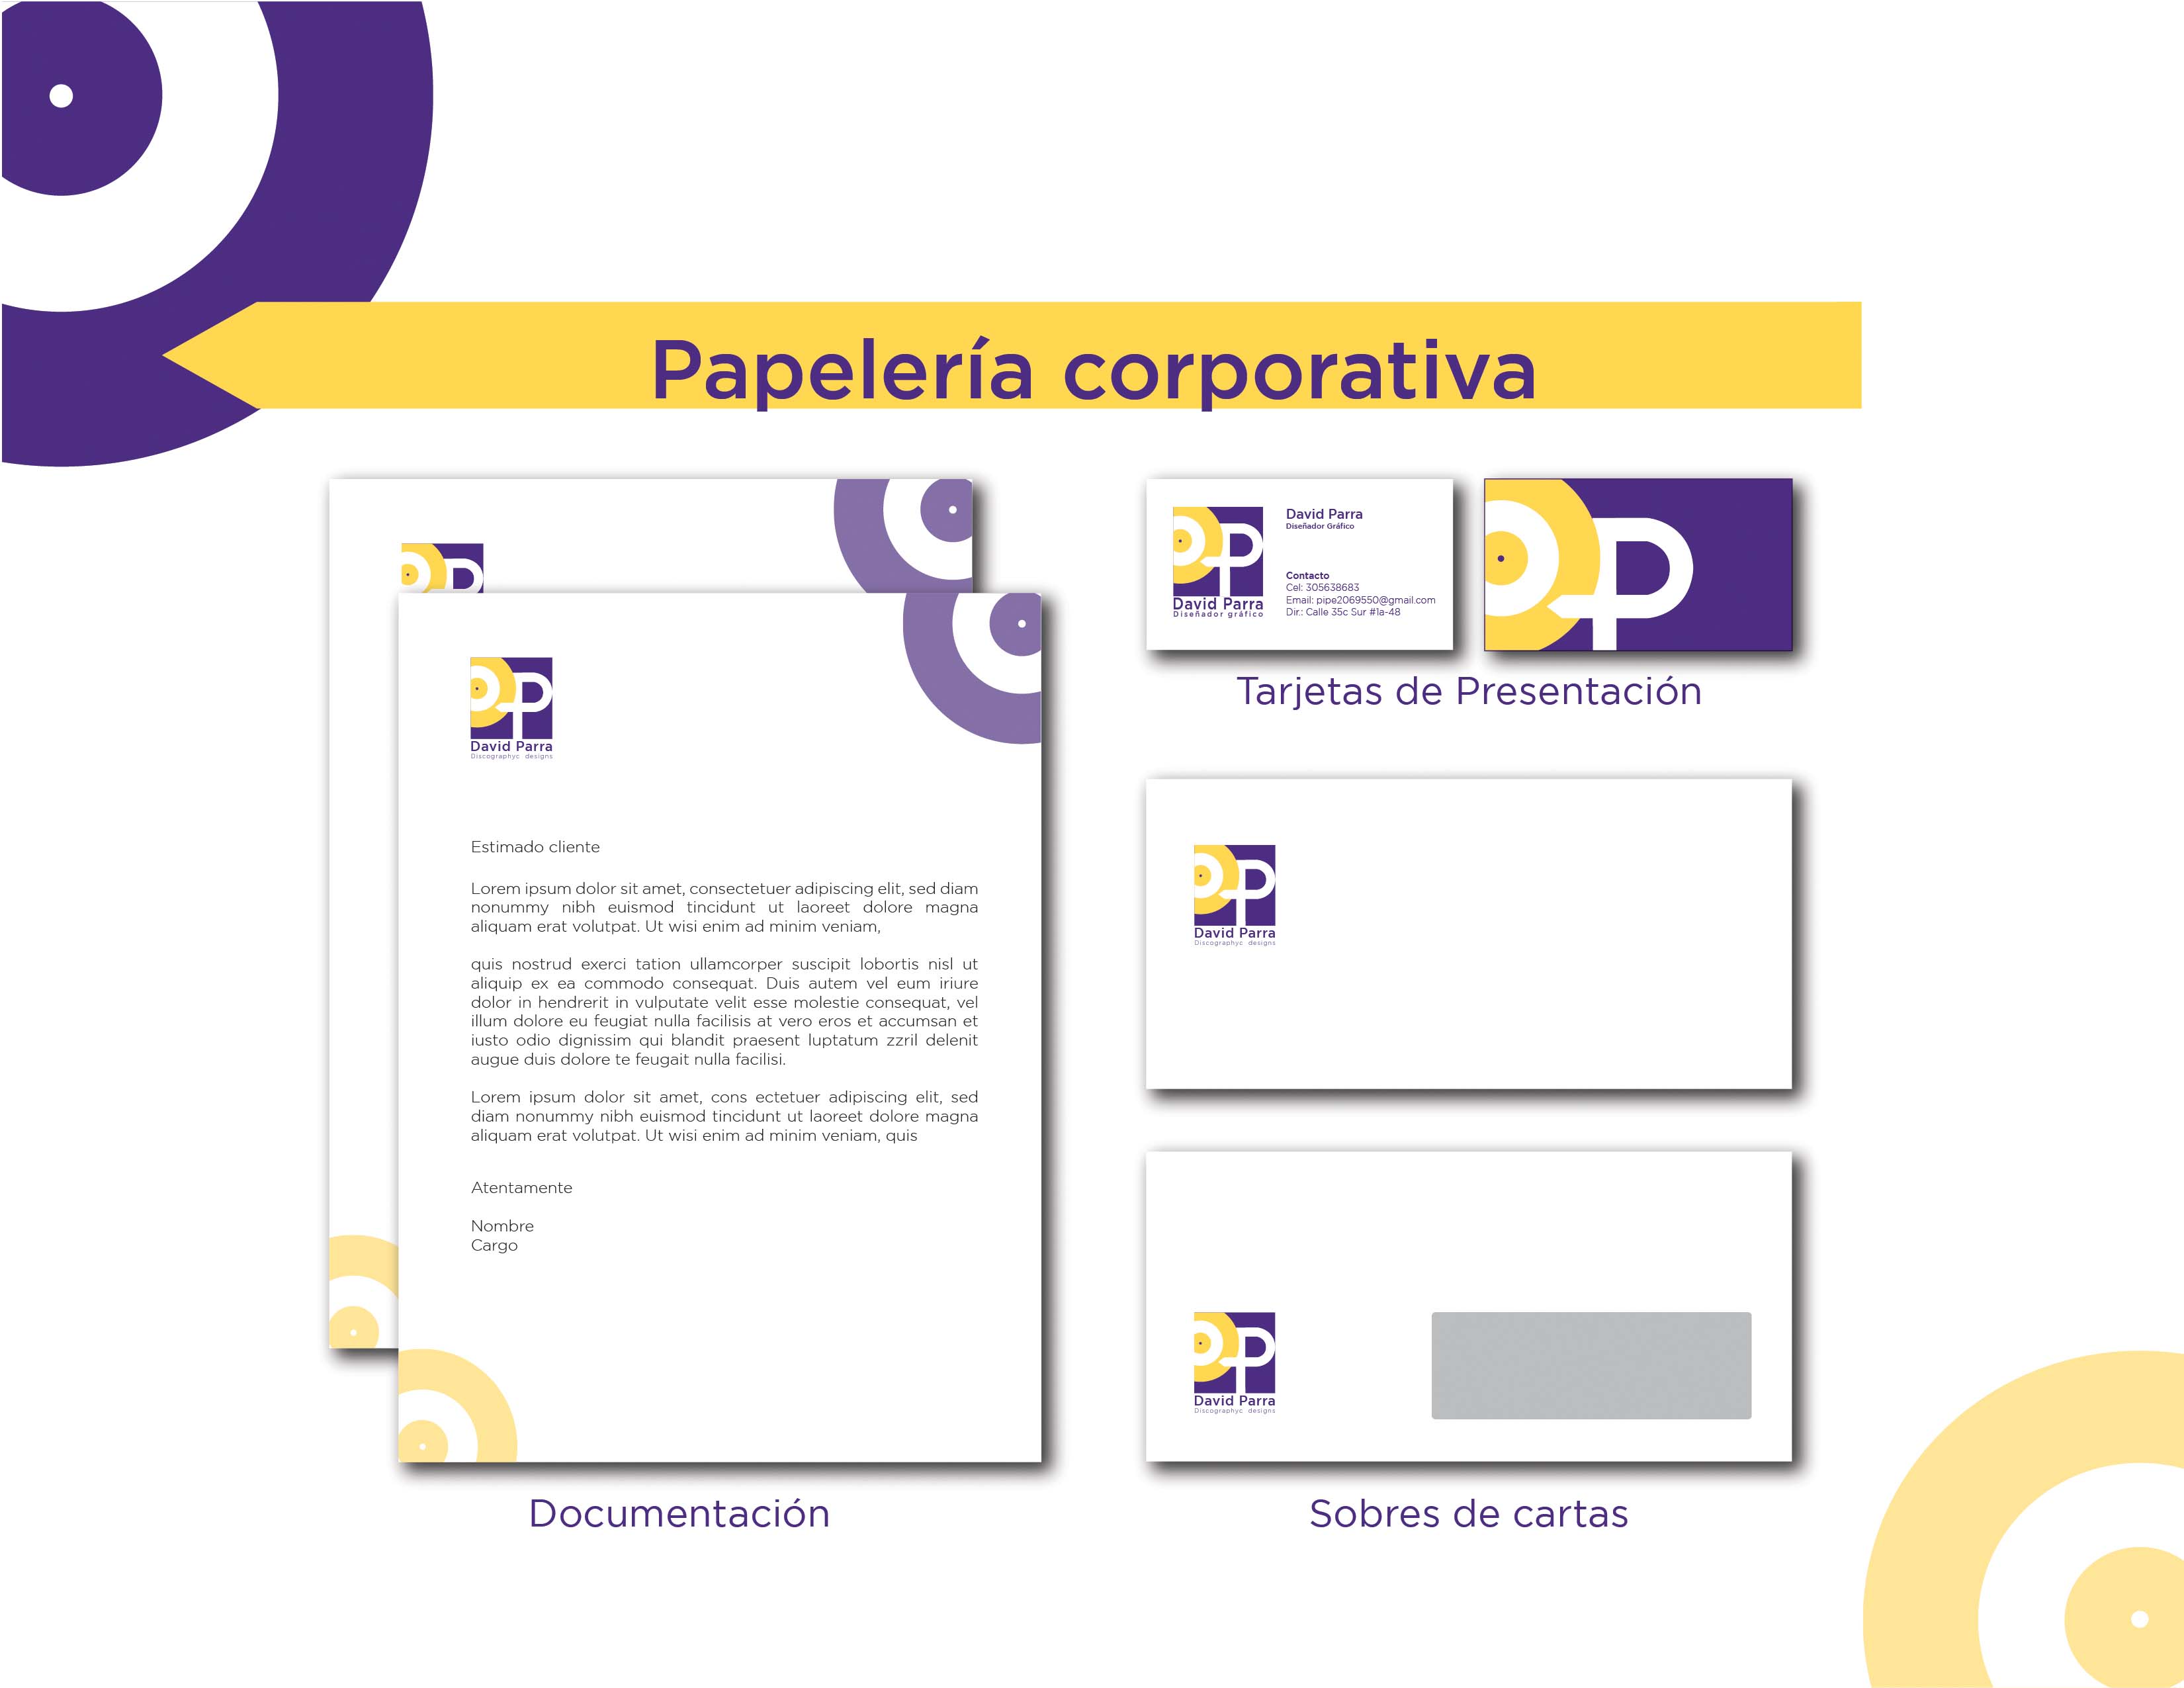 Papelería corporativa
David Parra
Discographyc designs
Estimado cliente
Lorem ipsum dolor sit amet, consectetuer adipiscing elit, sed diam
nonummy nibh euismod tincidunt ut laoreet dolore magna
aliquam erat volutpat. Ut wisi enim ad minim veniam,
quis nostrud exerci tation ullamcorper suscipit lobortis nisl ut
aliquip ex ea commodo consequat. Duis autem vel eum iriure
dolor in hendrerit in vulputate velit esse molestie consequat, vel
illum dolore eu feugiat nulla facilisis at vero eros et accumsan et
iusto odio dignissim qui blandit praesent luptatum zzril delenit
augue duis dolore te feugait nulla facilisi.
Lorem ipsum dolor sit amet, cons ectetuer adipiscing elit, sed
diam nonummy nibh euismod tincidunt ut laoreet dolore magna
aliquam erat volutpat. Ut wisi enim ad minim veniam, quis
Atentamente
Nombre
Cargo
Documentación
David Parra
Diseñador gráfico
David Parra
Diseñador Gráfico
Contacto
Cel: 305638683
Email: pipe2069550@gmail.com
Dir.: Calle 35c Sur #1a-48
Tarjetas de Presentación
David Parra
Discographyc designs
David Parra
Discographyc designs
Sobres de cartas